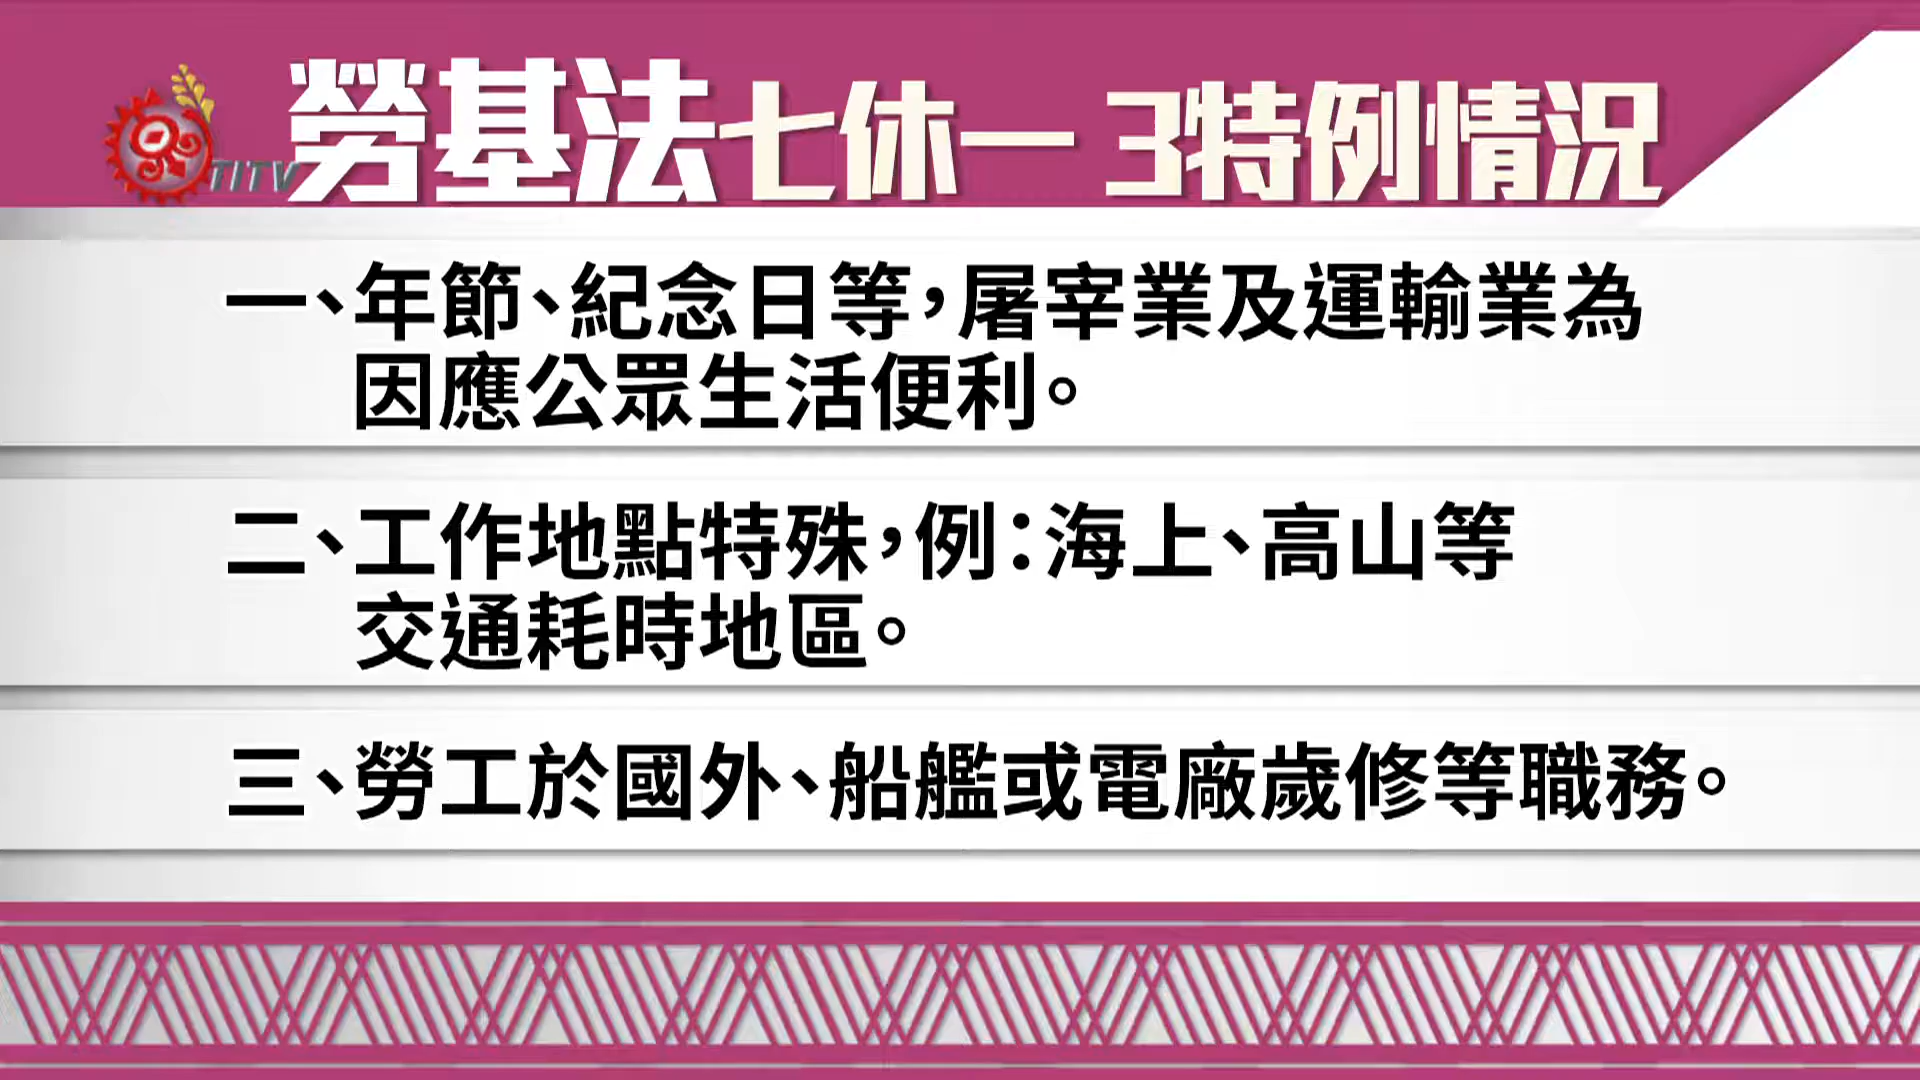 勞基法七休一 3特例情況
TITV
一、年節、紀念日等，屠宰業及運輸業為
因應公眾生活便利。
二、工作地點特殊，例：海上、高山等
交通耗時地區。
三、勞工於國外、船艦或電廠歲修等職務。